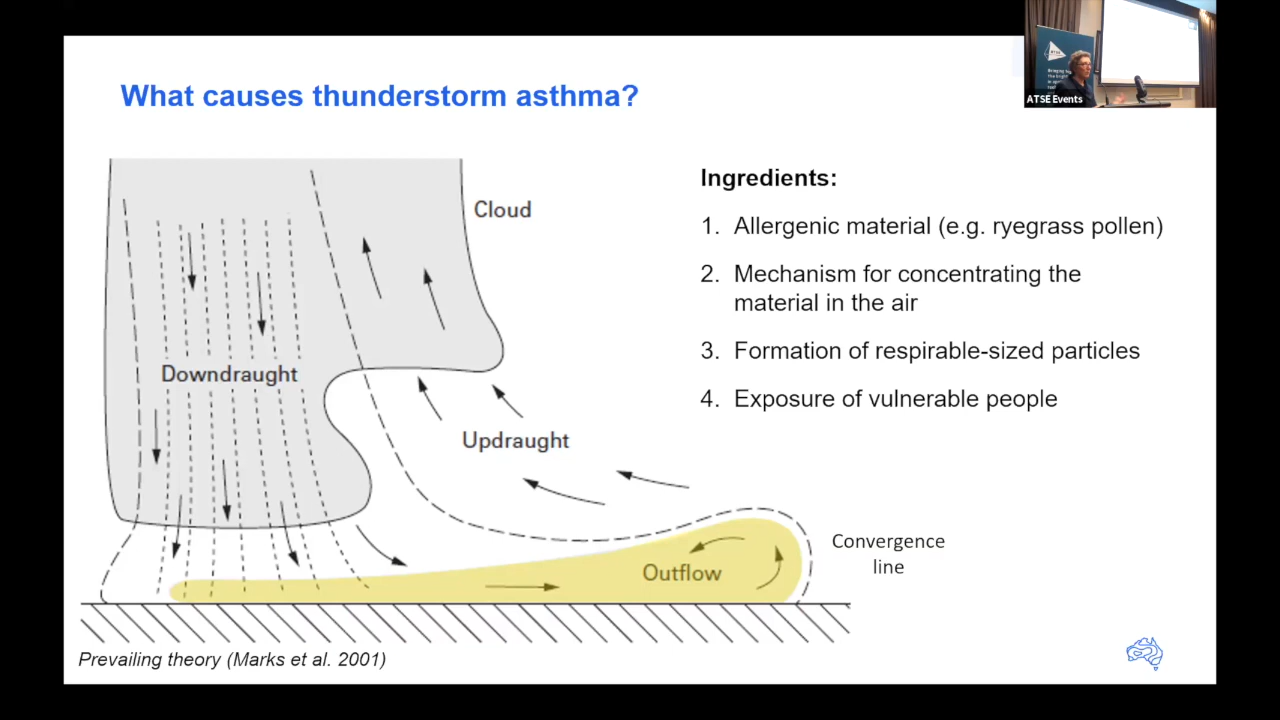 What causes thunderstorm asthma?
ATSE Events
Cloud
Downdraught
Updraught
Outflow
Convergence
line
Ingredients:
1. Allergenic material (e.g. ryegrass pollen)
2. Mechanism for concentrating the
material in the air
3. Formation of respirable-sized particles
4. Exposure of vulnerable people
Prevailing theory (Marks et al. 2001)